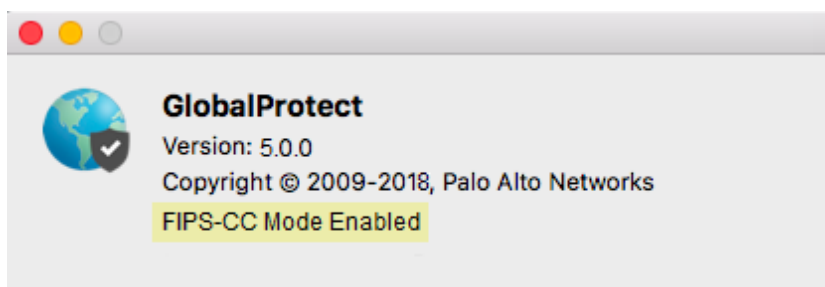 GlobalProtect
Version: 5.0.0
Copyright © 2009-2018, Palo Alto Networks
FIPS-CC Mode Enabled